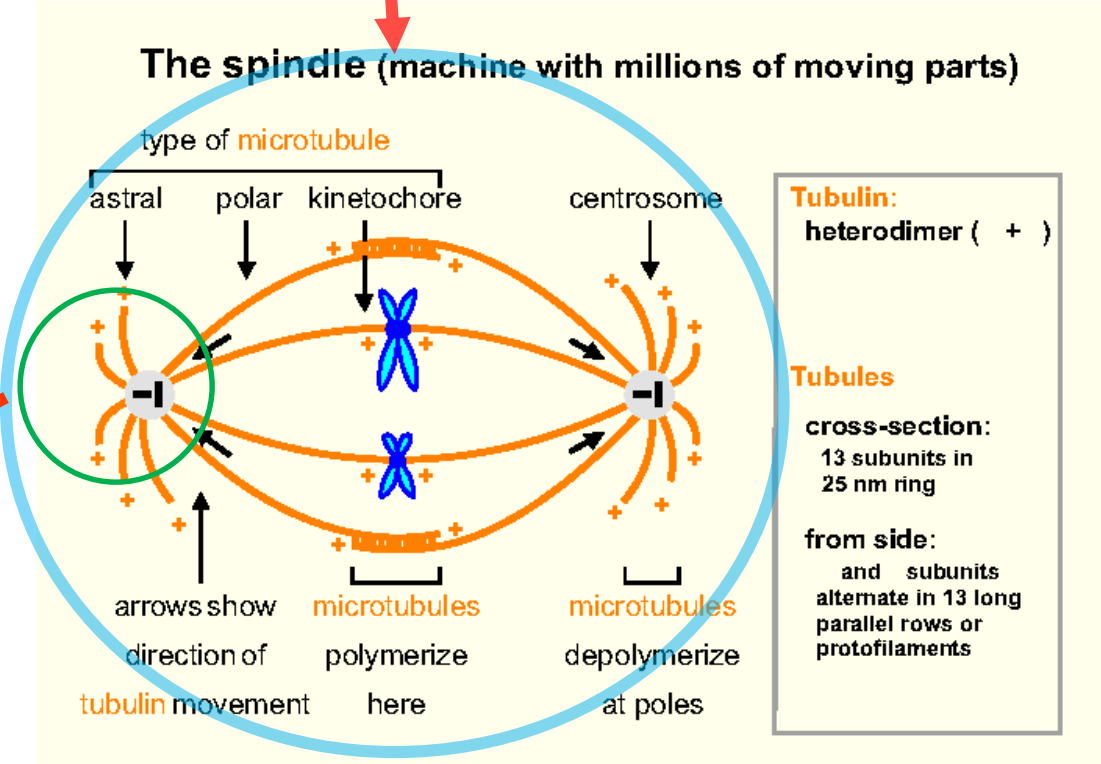 The spindle (machine with millions of moving parts)
type of microtubule
astral polar kinetochore centrosome
arrows show
direction of
tubulin movement
microtubules
polymerize
here
microtubules
depolymerize
at poles
Tubulin:
heterodimer ( + )
Tubules
cross-section:
13 subunits in
25 nm ring
from side:
and subunits
alternate in 13 long
parallel rows or
protofilaments